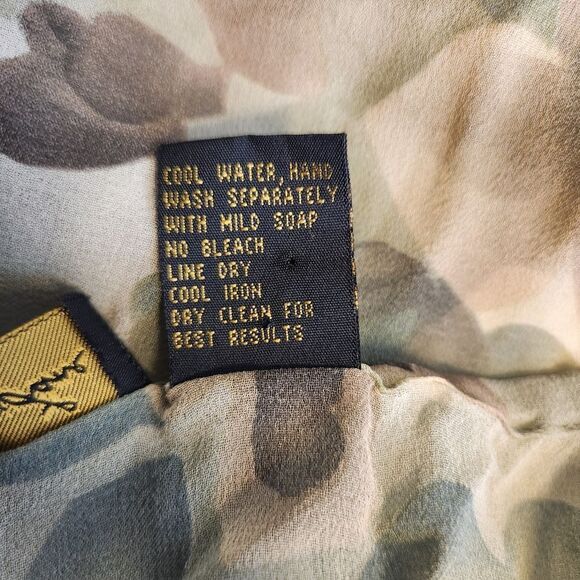 COOL WATER, HAND
WASH SEPARATELY
WITH MILD SOAP
NO BLEACH
LINE DRY
COOL IRON
DRY CLEAN FOR
BEST RESULTS